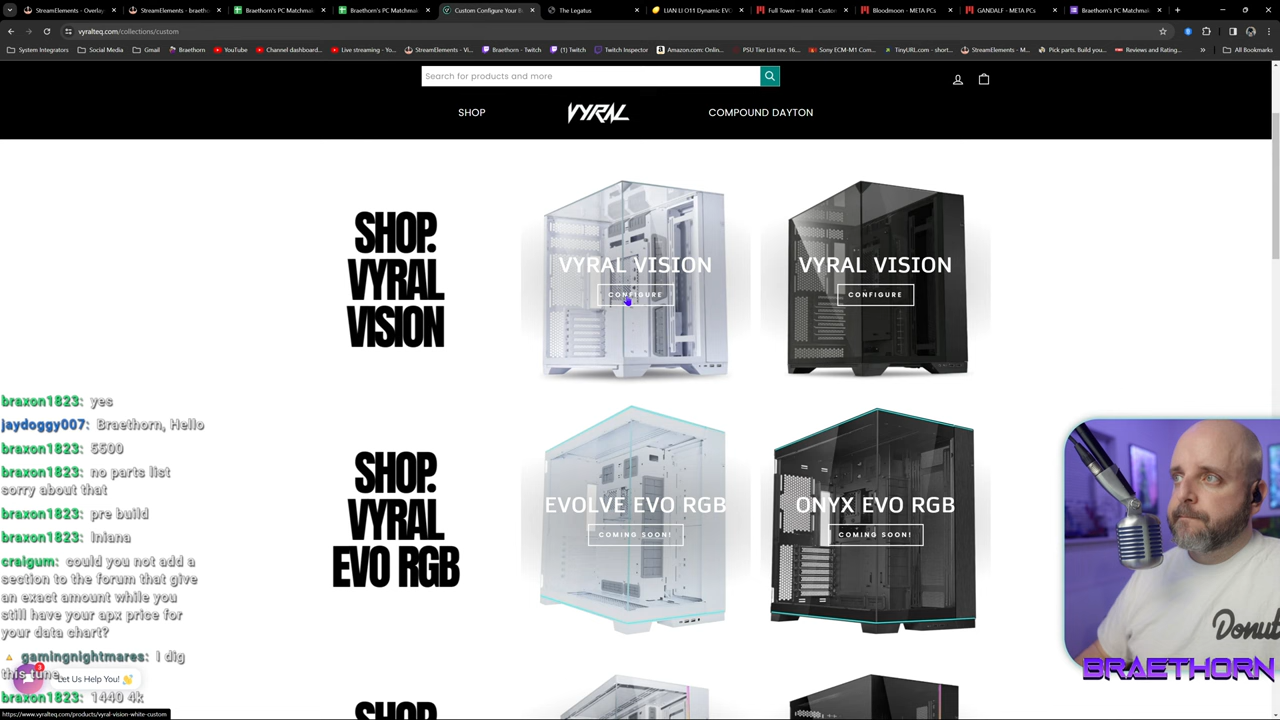 StreamElements - Overlay
StreamElements - braeth
Braethorn's PC Matchmak
Braethorn's PC Matchmak
Custom Configure Your B
The Legatus
LIAN LI O11 Dynamic EVO
Full Tower – Intel - Custom
Bloodmoon - META PCs
GANDALF - META PCs
Braethorn's PC Matchmak
vyralteq.com/collections/custom
System Integrators
Social Media
Gmail
Braethorn
YouTube
Channel dashboard...
Live streaming - Yo...
StreamElements - Vi...
Braethorn - Twitch
(1) Twitch
Twitch Inspector
Amazon.com: Onlin...
PSU Tier List rev. 16...
Sony ECM-M1 Com...
TinyURL.com - short...
StreamElements - M...
Pick parts. Build you...
Reviews and Rating...
All Bookmarks
Search for products and more
SHOP
VYRAL
COMPOUND DAYTON
SHOP.
VYRAL
VISION
VYRAL VISION
CONFIGURE
VYRAL VISION
CONFIGURE
SHOP.
VYRAL
EVO RGB
EVOLVE EVO RGB
COMING SOON!
ONYX EVO RGB
COMING SOON!
braxon1823: yes
jaydoggy007: Braethorn, Hello
braxon1823: 5500
braxon1823: no parts list
sorry about that
braxon1823: pre build
braxon1823: Iniana
craigum: could you not add a
section to the forum that give
an exact amount while you
still have your apx price for
your data chart?
gamingnightmares: I dig
this tune
3
Let Us Help You! 👋
braxon1823: 1440 4k
https://www.vyralteq.com/products/vyral-vision-white-custom
Donut
BRAETHORN